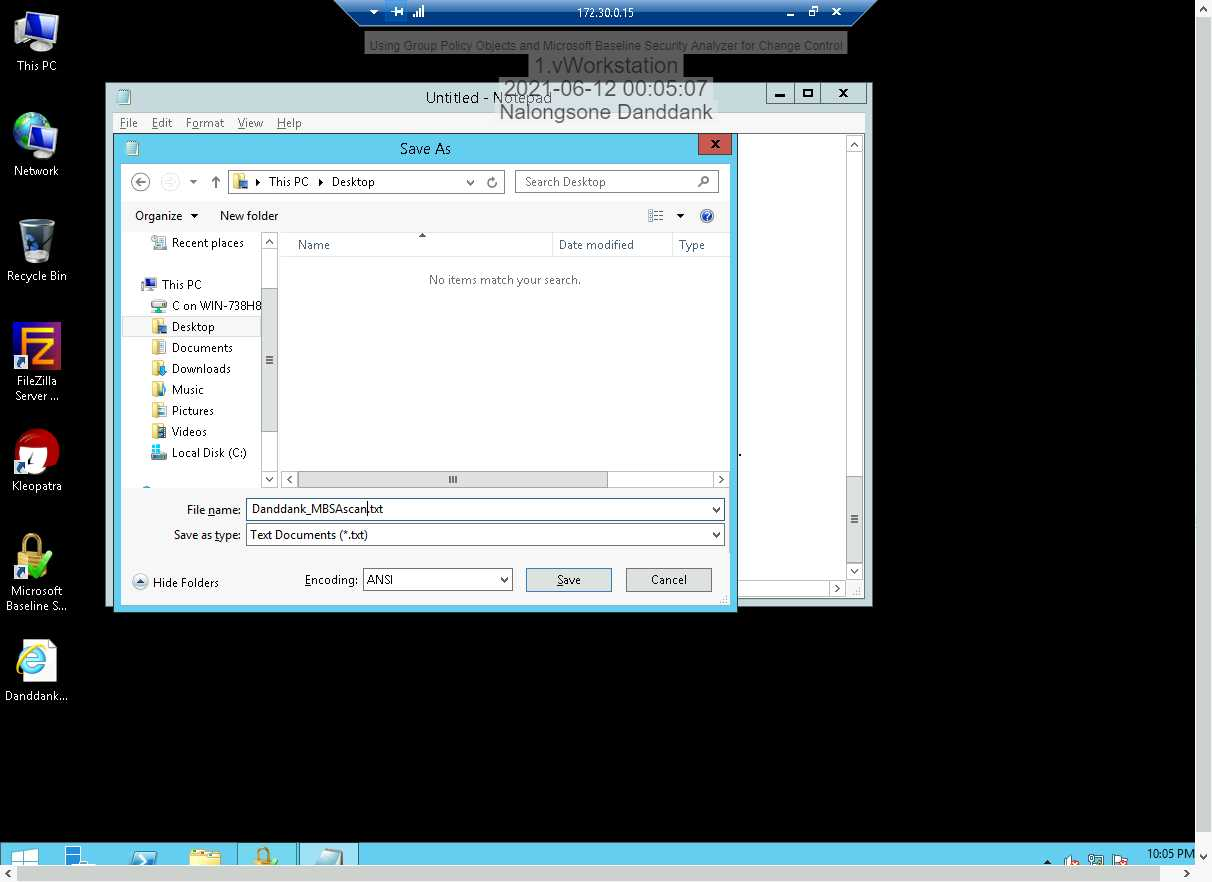 172.30.0.15
Using Group Policy Objects and Microsoft Baseline Security Analyzer for Change Control
1.vWorkstation
2021-06-12 00:05:07
Nalongsone Danddank
This PC
Network
Recycle Bin
FileZilla
Server ...
Kleopatra
Microsoft
Baseline S...
Danddank...
Untitled - Notepad
File Edit Format View Help
Save As
This PC Desktop
Search Desktop
Organize New folder
Name Date modified Type
No items match your search.
Recent places
This PC
C on WIN-738H8
Desktop
Documents
Downloads
Music
Pictures
Videos
Local Disk (C:)
File name: Danddank_MBSAscan.txt
Save as type: Text Documents (*.txt)
Hide Folders Encoding: ANSI Save Cancel
10:05 PM